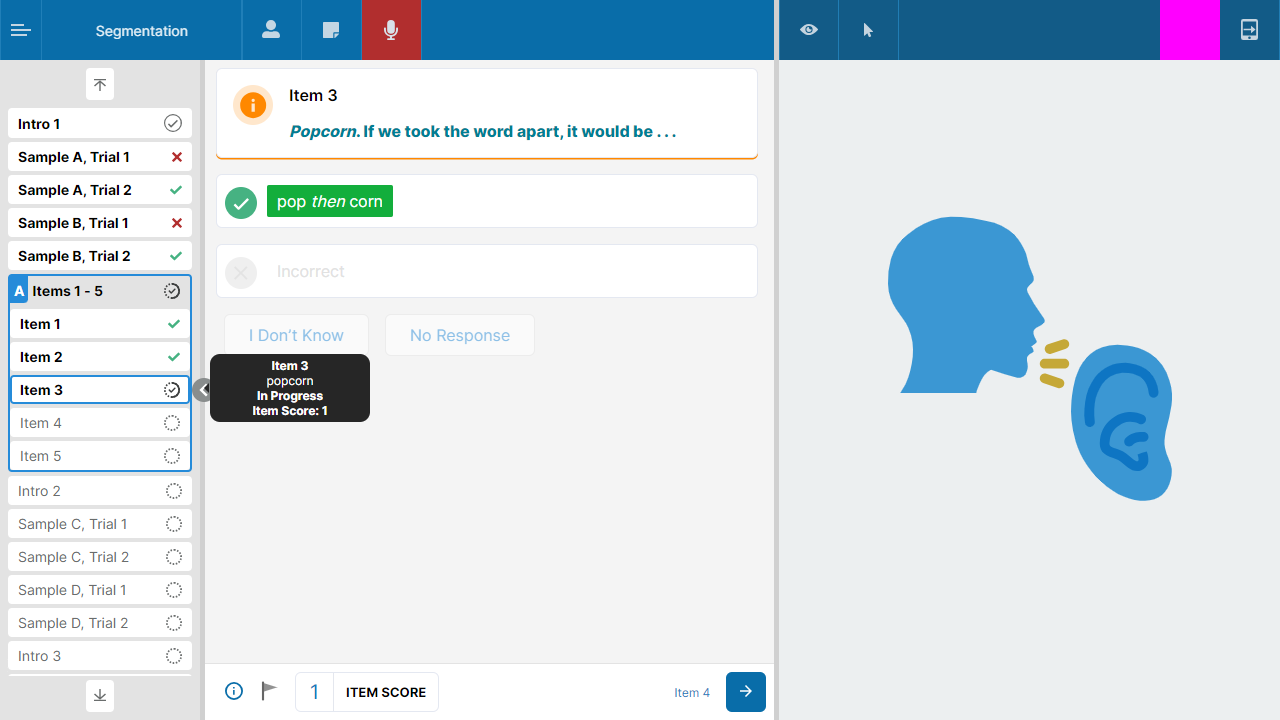 Segmentation
Intro 1
Sample A, Trial 1
Sample A, Trial 2
Sample B, Trial 1
Sample B, Trial 2
A Items 1 - 5
Item 1
Item 2
Item 3
Item 4
Item 5
Intro 2
Sample C, Trial 1
Sample C, Trial 2
Sample D, Trial 1
Sample D, Trial 2
Intro 3
Item 3
Popcorn. If we took the word apart, it would be . . .
pop then corn
Incorrect
I Don't Know
No Response
Item 3
popcorn
In Progress
Item Score: 1
1 ITEM SCORE
Item 4